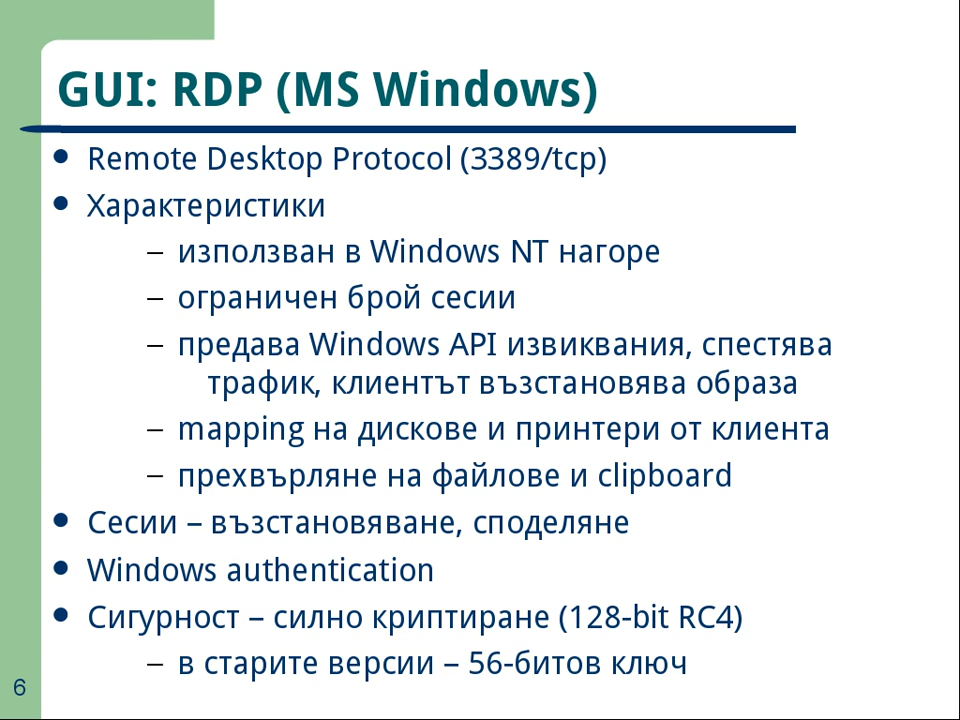 GUI: RDP (MS Windows)
• Remote Desktop Protocol (3389/tcp)
• Характеристики
– използван в Windows NT нагоре
– ограничен брой сесии
– предава Windows API извиквания, спестява
трафик, клиентът възстановява образа
– mapping на дискове и принтери от клиента
– прехвърляне на файлове и clipboard
• Сесии – възстановяване, споделяне
• Windows authentication
• Сигурност – силно криптиране (128-bit RC4)
– в старите версии – 56-битов ключ
6